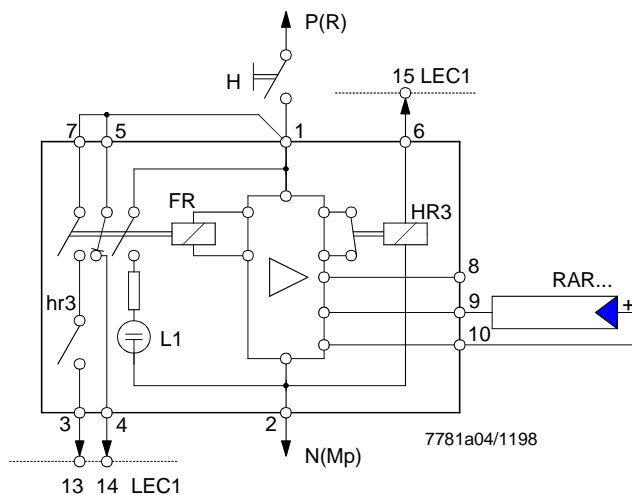 P(R)
H
15 LEC1
7 5 1 6
FR
HR3
8
RAR...
9
+
hr3
10
L1
3 4 2
7781a04/1198
N(Mp)
13 14 LEC1